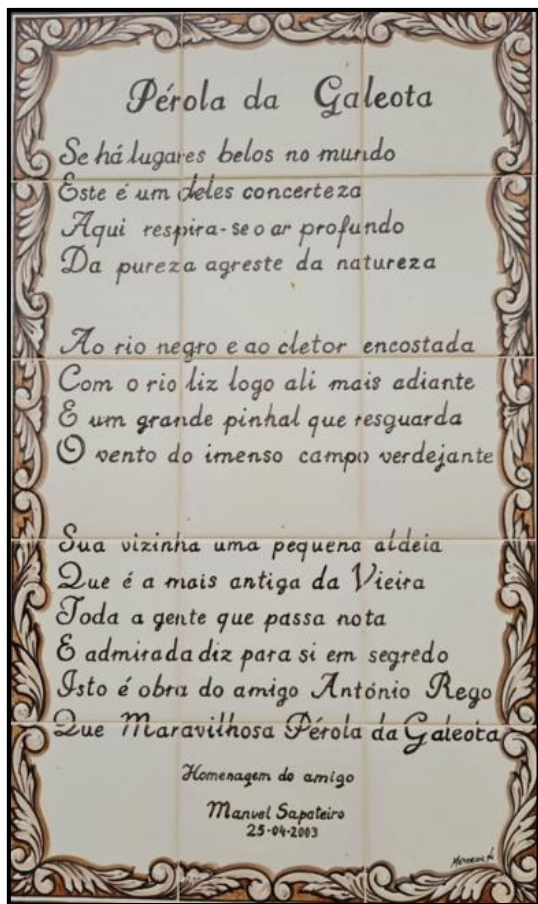 Pérola da Galeota
Se há lugares belos no mundo
Este é um deles concerteza
Aqui respira-se o ar profundo
Da pureza agreste da natureza
Ao rio negro e ao cletor encostada
Com o rio liz logo ali mais adiante
E um grande pinhal que resguarda
O vento do imenso campo verdejante
Sua vizinha uma pequena aldeia
Que é a mais antiga da Vieira
Toda a gente que passa nota
E admirada diz para si em segredo
Isto é obra do amigo António Rego
Que Maravilhosa Pérola da Galeota
Homenagem do amigo
Manuel Sapateiro
25-04-2003